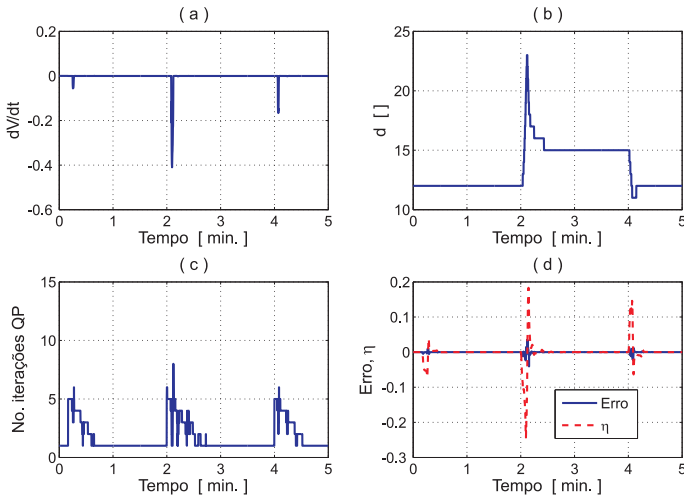 ( a )
0.2
0
-0.2
-0.4
-0.6
dV/dt
0 1 2 3 4 5
Tempo [ min. ]
( b )
25
20
15
10
d [ ]
0 1 2 3 4 5
Tempo [ min. ]
( c )
15
10
5
0
No. iterações QP
0 1 2 3 4 5
Tempo [ min. ]
( d )
0.2
0.1
0
-0.1
-0.2
-0.3
Erro, η
Erro
η
0 1 2 3 4 5
Tempo [ min. ]